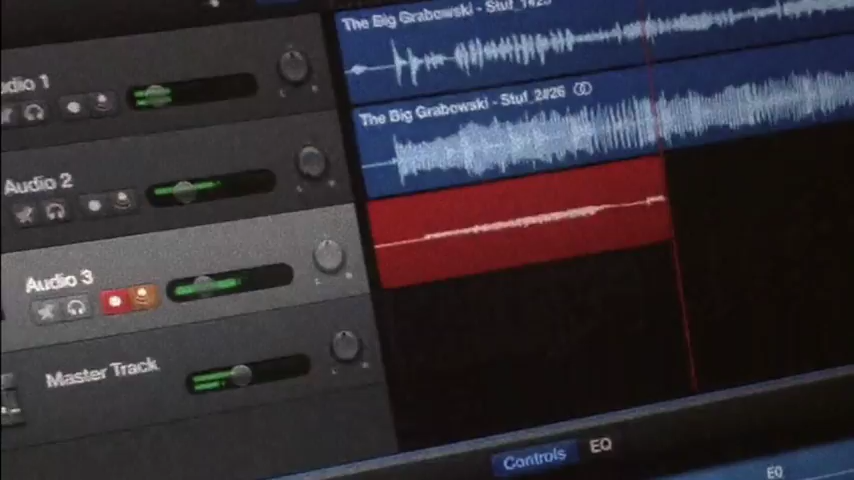 The Big Grabowski - Stuf_1#25
Audio 1
The Big Grabowski - Stuf_2#26
Audio 2
L R
Audio 3
L R
Master Track
L R
Controls
EQ
EQ